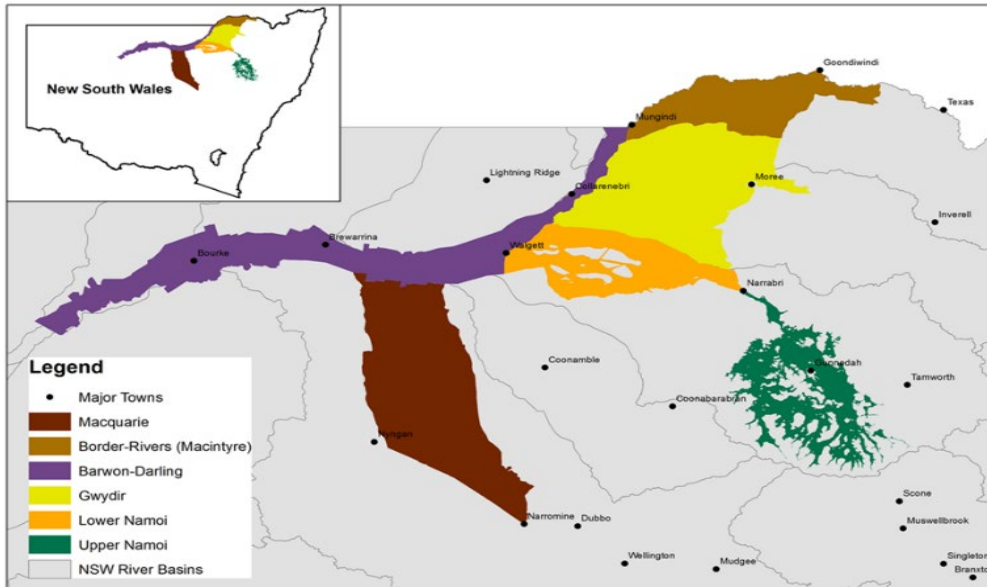 New South Wales
Goondiwindi
Texas
Mungindi
Lightning Ridge
Collarenebri
Moree
Inverell
Brewarrina
Bourke
Walgett
Narrabri
Coonamble
Gunnedah
Tamworth
Coonabarabran
Nyngan
Scone
Narromine
Dubbo
Muswellbrook
Wellington
Mudgee
Singleton
Branxto
Legend
Major Towns
Macquarie
Border-Rivers (Macintyre)
Barwon-Darling
Gwydir
Lower Namoi
Upper Namoi
NSW River Basins